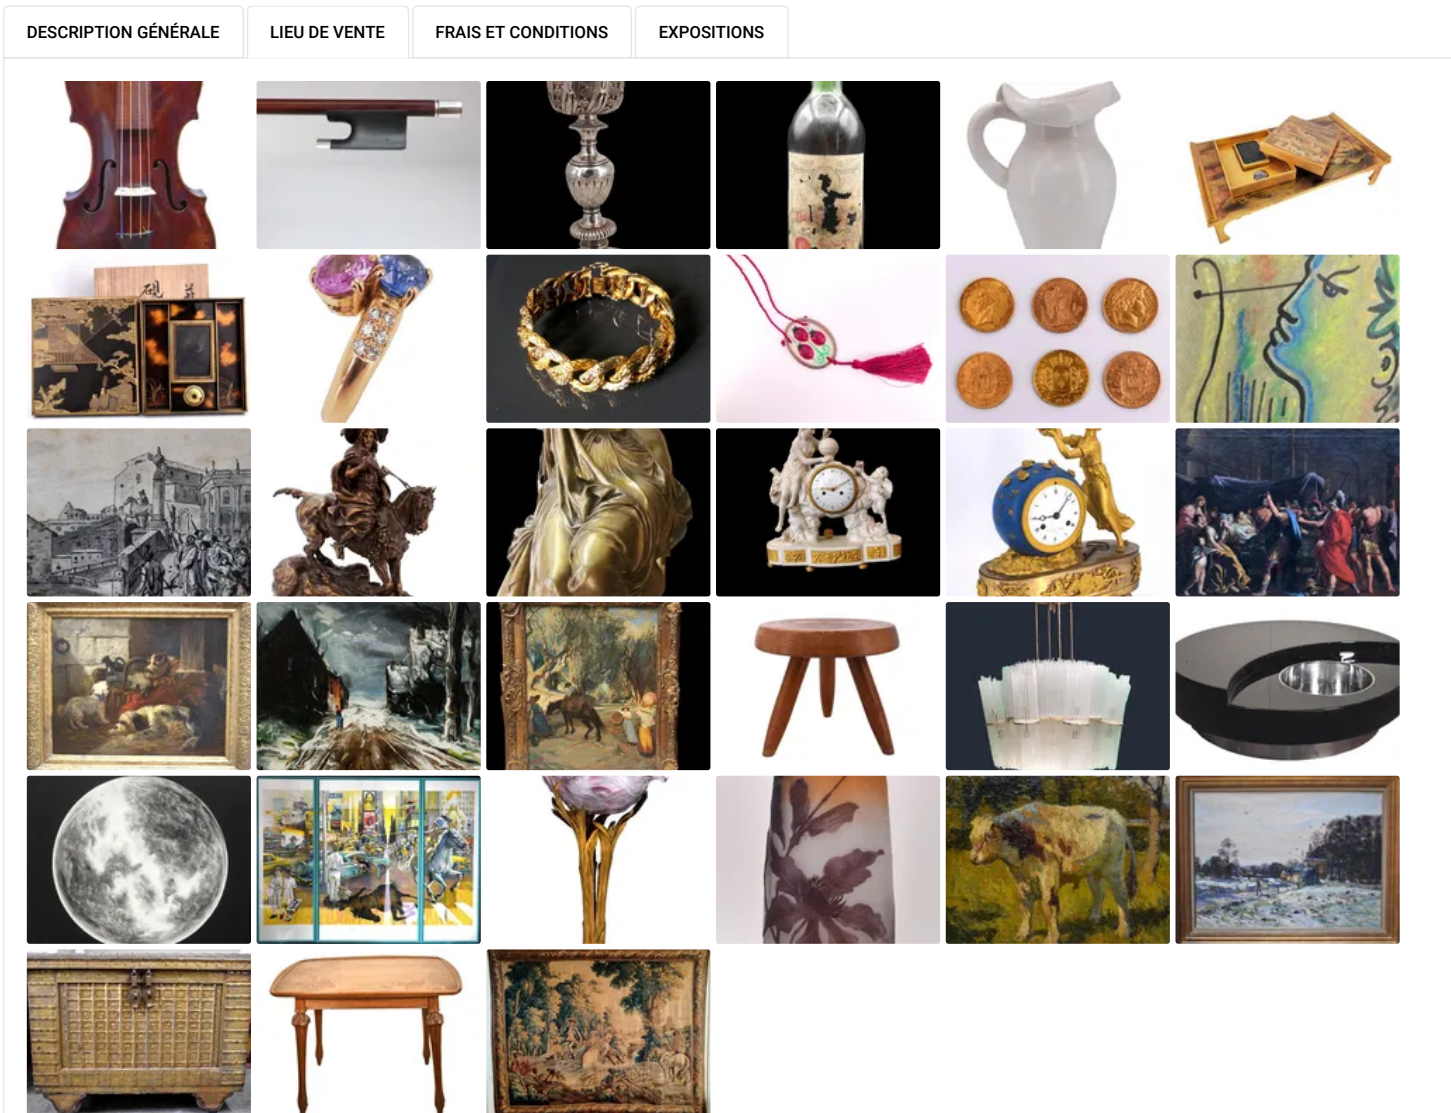 DESCRIPTION GÉNÉRALE
LIEU DE VENTE
FRAIS ET CONDITIONS
EXPOSITIONS